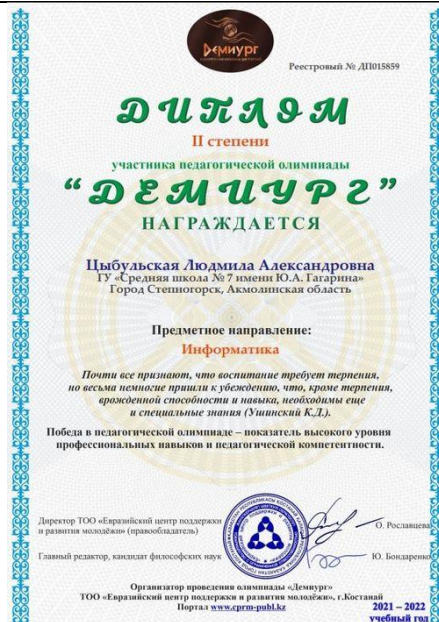 Демиург
Реестровый № ДП015859
ДИПЛОМ
II степени
участника педагогической олимпиады
“ДЕМИУРГ”
НАГРАЖДАЕТСЯ
Цыбульская Людмила Александровна
ГУ «Средняя школа № 7 имени Ю.А. Гагарина»
Город Степногорск, Акмолинская область
Предметное направление:
Информатика
Почти все признают, что воспитание требует терпения,
но весьма немногие пришли к убеждению, что, кроме терпения,
врожденной способности и навыка, необходимы еще
и специальные знания (Ушинский К.Д.).
Победа в педагогической олимпиаде – показатель высокого уровня
профессиональных навыков и педагогической компетентности.
Директор ТОО «Евразийский центр поддержки
и развития молодёжи» (правообладатель)
О. Рославцева
Главный редактор, кандидат философских наук
Ю. Бондаренко
Организатор проведения олимпиады «Демиург»
ТОО «Евразийский центр поддержки и развития молодёжи», г.Костанай
Портал www.cprm-publ.kz
2021 – 2022
учебный год